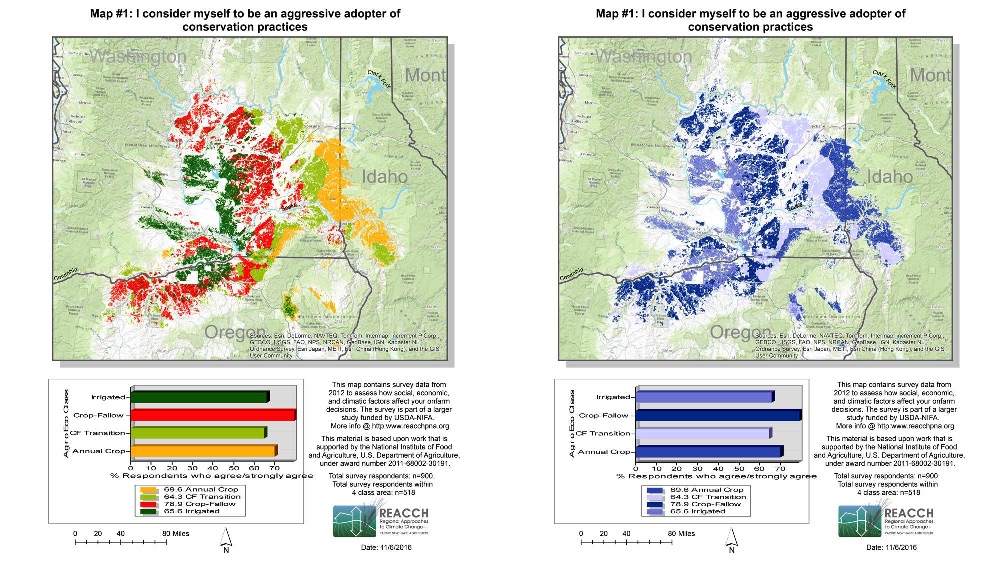 Map #1: I consider myself to be an aggressive adopter of
conservation practices
Washington
Mont
Clark Fork
Idaho
Columbia
Oregon
Sources: Esri, DeLorme, NAVTEQ, TomTom, Intermap, increment P Corp.,
GEBCO, USGS, FAO, NPS, NRCAN, GeoBase, IGN, Kadaster NL,
Ordnance Survey, Esri Japan, METI, Esri China (Hong Kong), and the GIS
User Community
AgroEco Class
Irrigated
Crop-Fallow
CF Transition
Annual Crop
0 10 20 30 40 50 60 70
% Respondents who agree/strongly agree
69.6 Annual Crop
64.3 CF Transition
78.9 Crop-Fallow
65.6 Irrigated
This map contains survey data from
2012 to assess how social, economic,
and climatic factors affect your onfarm
decisions. The survey is part of a larger
study funded by USDA-NIFA.
More info @ http:www.reacchpna.org
This material is based upon work that is
supported by the National Institute of Food
and Agriculture, U.S. Department of Agriculture,
under award number 2011-68002-30191.
Total survey respondents: n=900.
Total survey respondents within
4 class area: n=518
0 10 20 40 80 Miles
N
REACCH
Regional Approaches
to Climate Change
Date: 11/6/2016
Map #1: I consider myself to be an aggressive adopter of
conservation practices
Washington
Mont
Clark Fork
Idaho
Columbia
Oregon
Sources: Esri, DeLorme, NAVTEQ, TomTom, Intermap, increment P Corp.,
GEBCO, USGS, FAO, NPS, NRCAN, GeoBase, IGN, Kadaster NL,
Ordnance Survey, Esri Japan, METI, Esri China (Hong Kong), and the GIS
User Community
AgroEco Class
Irrigated
Crop-Fallow
CF Transition
Annual Crop
0 10 20 30 40 50 60 70
% Respondents who agree/strongly agree
69.6 Annual Crop
64.3 CF Transition
78.9 Crop-Fallow
65.6 Irrigated
This map contains survey data from
2012 to assess how social, economic,
and climatic factors affect your onfarm
decisions. The survey is part of a larger
study funded by USDA-NIFA.
More info @ http:www.reacchpna.org
This material is based upon work that is
supported by the National Institute of Food
and Agriculture, U.S. Department of Agriculture,
under award number 2011-68002-30191.
Total survey respondents: n=900.
Total survey respondents within
4 class area: n=518
0 10 20 40 80 Miles
N
REACCH
Regional Approaches
to Climate Change
Date: 11/6/2016